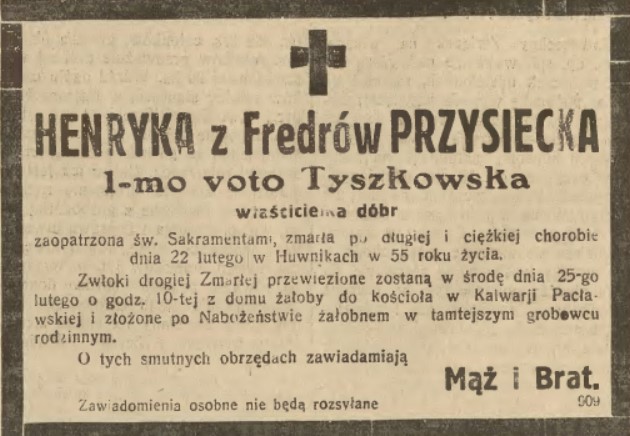 HENRYKA z Fredrów PRZYSIECKA
1-mo voto Tyszkowska
właścicielka dóbr
zaopatrzona św. Sakramentami, zmarła po długiej i ciężkiej chorobie
dnia 22 lutego w Huwnikach w 55 roku życia.
Zwłoki drogiej Zmarłej przewiezione zostaną w środę dnia 25-go
lutego o godz. 10-tej z domu żałoby do kościoła w Kalwarji Pacła-
wskiej i złożone po Nabożeństwie żałobnem w tamtejszym grobowcu
rodzinnym.
O tych smutnych obrzędach zawiadamiają
Mąż i Brat.
Zawiadomienia osobne nie będą rozsyłane 909